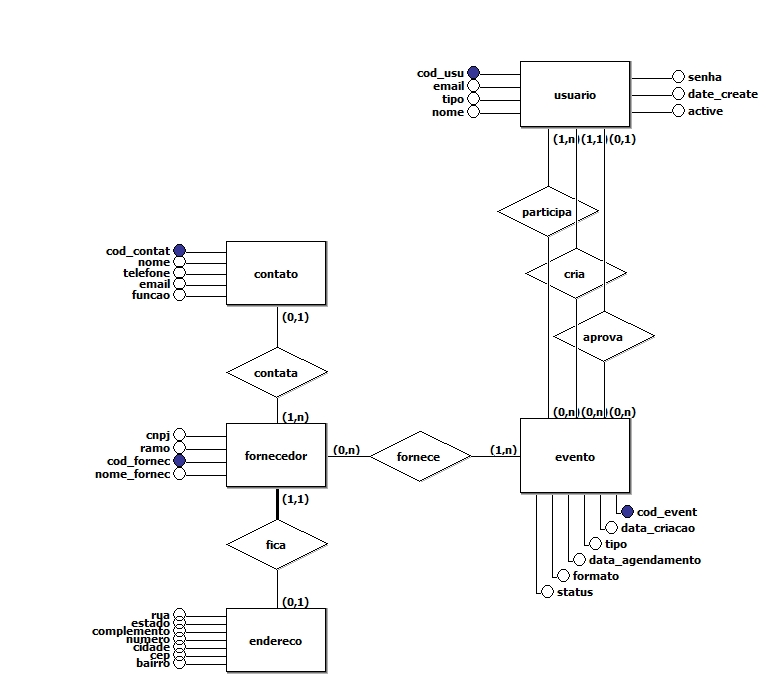 cod_usu
email
tipo
nome
usuario
senha
date_create
active
(1,n) (1,1) (0,1)
participa
cria
aprova
(0,n) (0,n) (0,n)
cod_contat
nome
telefone
email
funcao
contato
(0,1)
contata
(1,n)
cnpj
ramo
cod_fornec
nome_fornec
fornecedor
(0,n)
fornece
(1,n)
evento
cod_event
data_criacao
tipo
data_agendamento
formato
status
(1,1)
fica
(0,1)
rua
estado
complemento
numero
cidade
cep
bairro
endereco